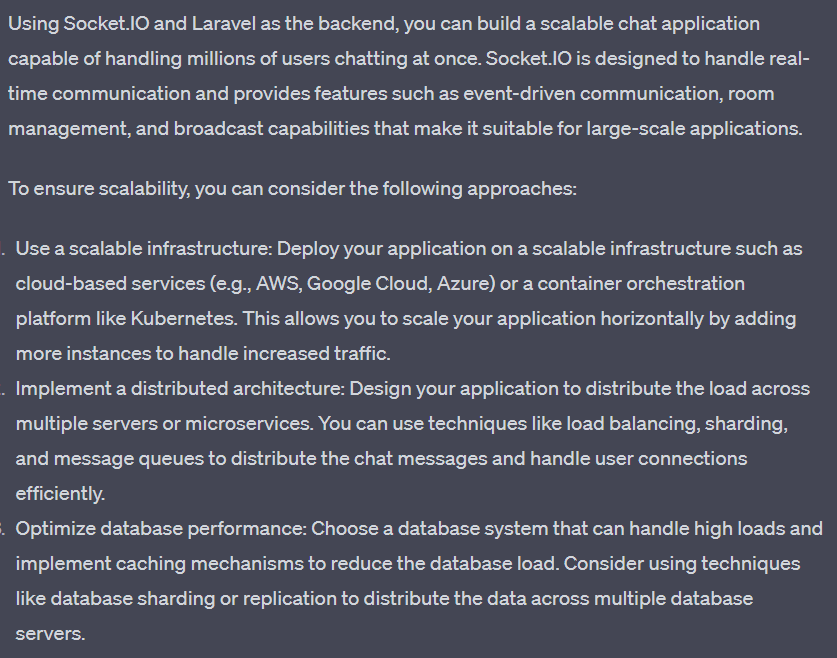 Using Socket.IO and Laravel as the backend, you can build a scalable chat application
capable of handling millions of users chatting at once. Socket.IO is designed to handle real-
time communication and provides features such as event-driven communication, room
management, and broadcast capabilities that make it suitable for large-scale applications.
To ensure scalability, you can consider the following approaches:
. Use a scalable infrastructure: Deploy your application on a scalable infrastructure such as
cloud-based services (e.g., AWS, Google Cloud, Azure) or a container orchestration
platform like Kubernetes. This allows you to scale your application horizontally by adding
more instances to handle increased traffic.
. Implement a distributed architecture: Design your application to distribute the load across
multiple servers or microservices. You can use techniques like load balancing, sharding,
and message queues to distribute the chat messages and handle user connections
efficiently.
. Optimize database performance: Choose a database system that can handle high loads and
implement caching mechanisms to reduce the database load. Consider using techniques
like database sharding or replication to distribute the data across multiple database
servers.